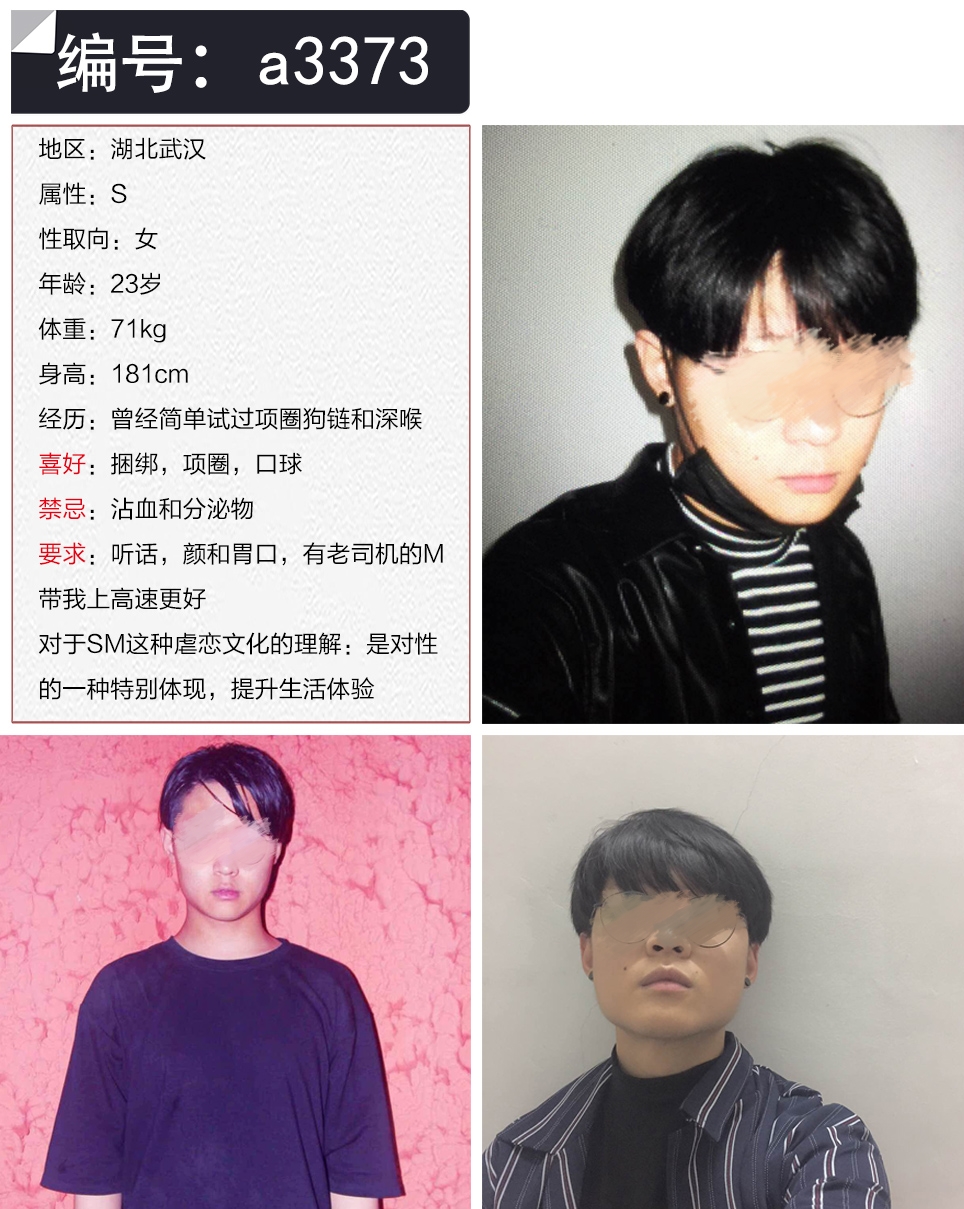 编号： a3373
地区：湖北武汉
属性：S
性取向：女
年龄：23岁
体重：71kg
身高：181cm
经历：曾经简单试过项圈狗链和深喉
喜好：捆绑，项圈，口球
禁忌：沾血和分泌物
要求：听话，颜和胃口，有老司机的M
带我上高速更好
对于SM这种虐恋文化的理解：是对性
的一种特别体现，提升生活体验